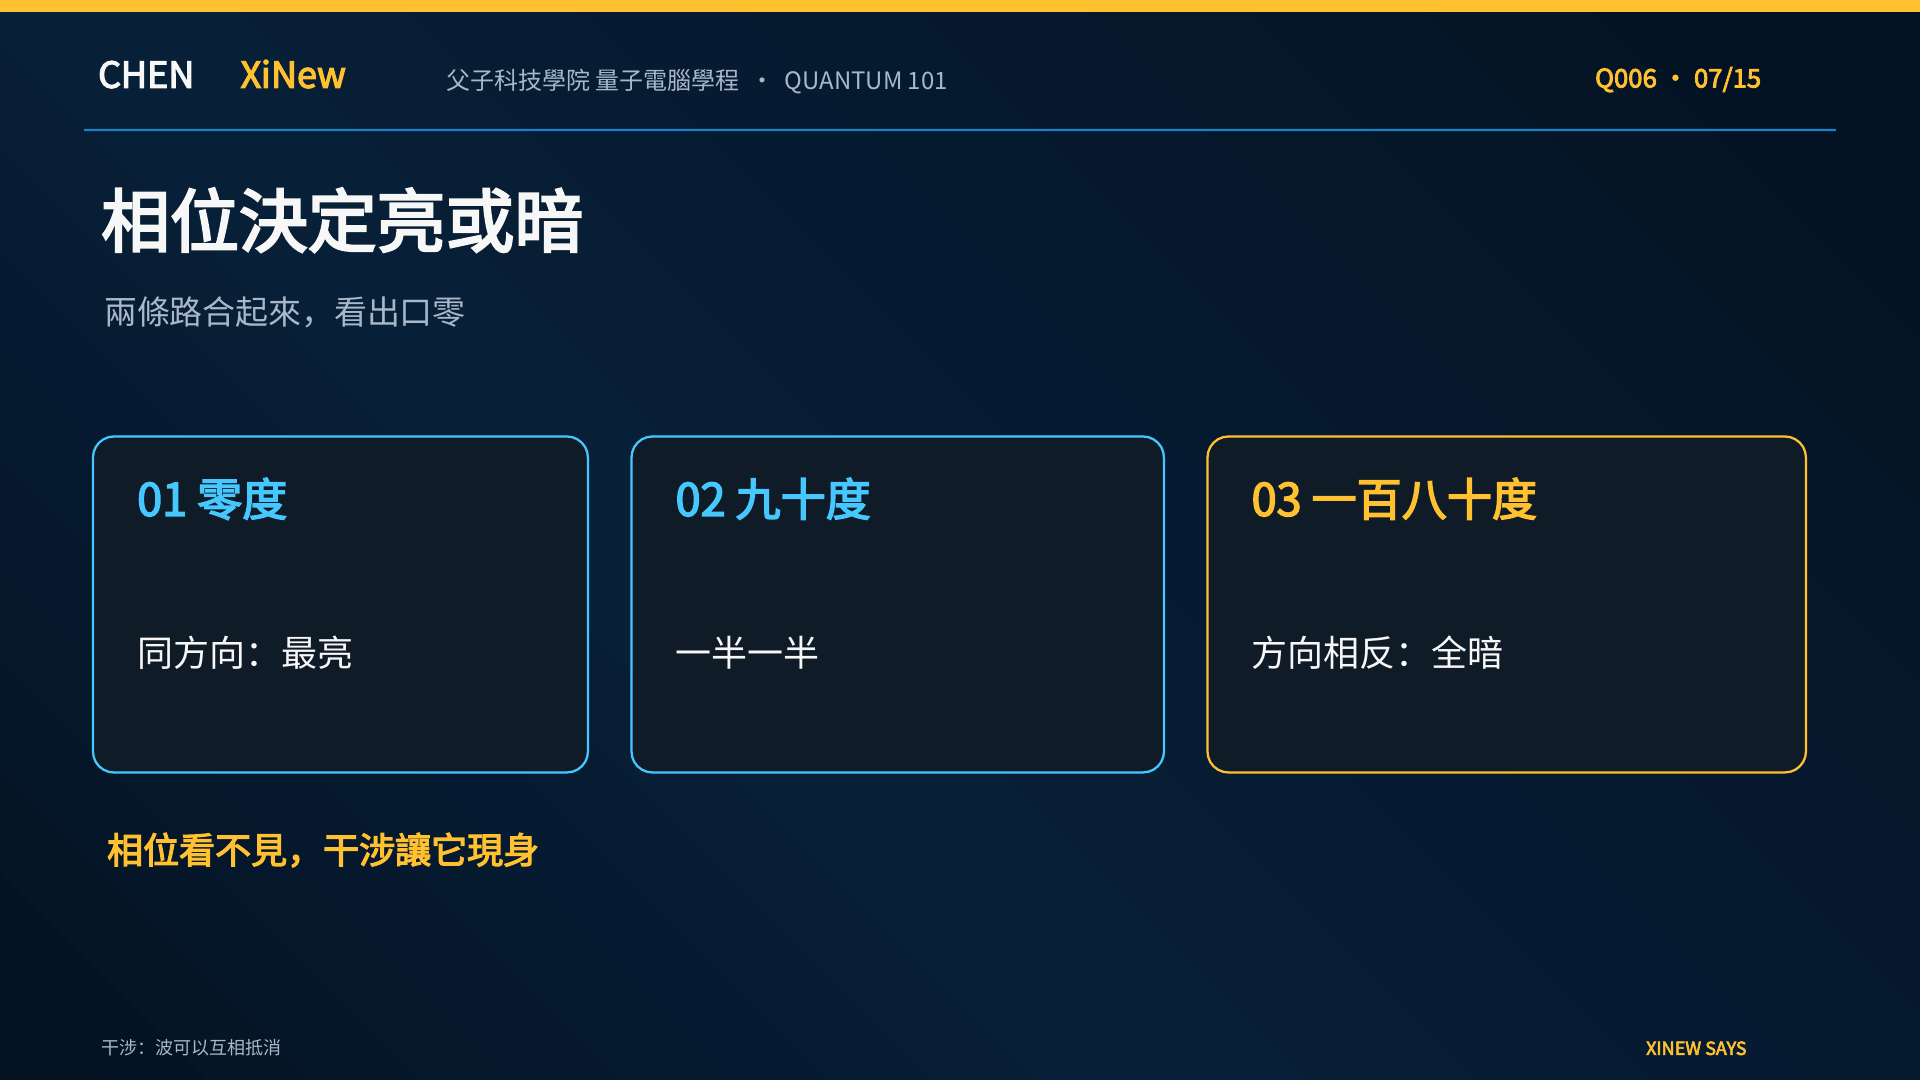 CHEN XiNew 父子科技學院 量子電腦學程 · QUANTUM 101 Q006 · 07/15
相位決定亮或暗
兩條路合起來，看出口零
01 零度
同方向：最亮
02 九十度
一半一半
03 一百八十度
方向相反：全暗
相位看不見，干涉讓它現身
干涉：波可以互相抵消
XINEW SAYS